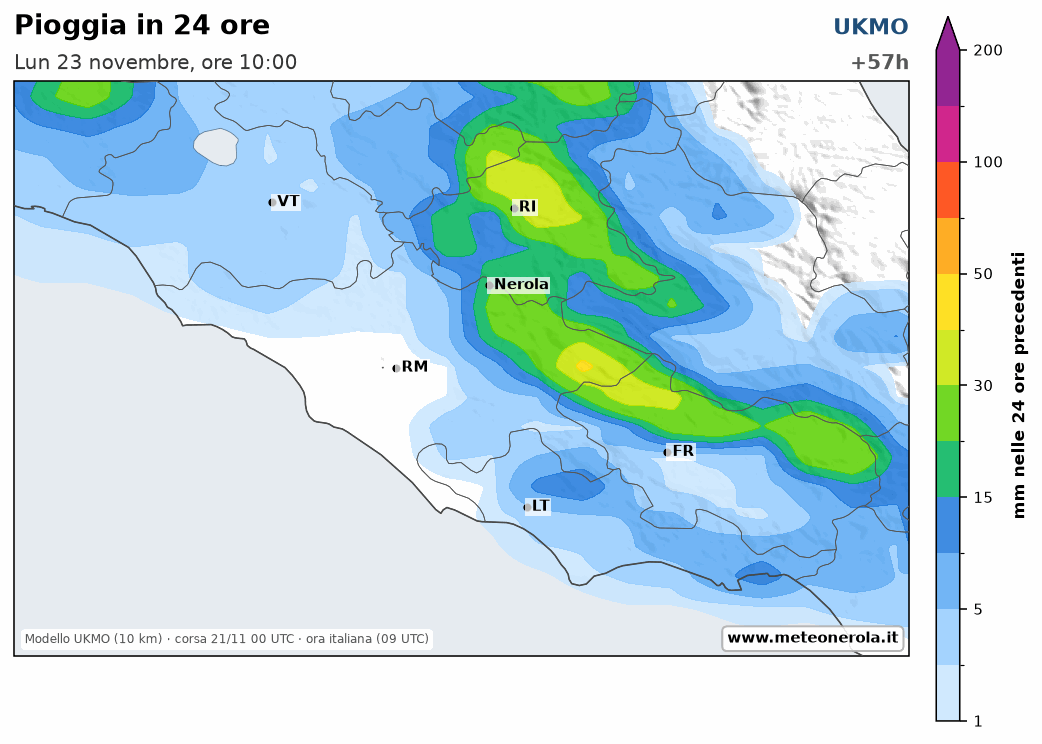 Pioggia in 24 ore
UKMO
Lun 23 novembre, ore 10:00
+57h
VT
RI
Nerola
RM
FR
LT
Modello UKMO (10 km) · corsa 21/11 00 UTC · ora italiana (09 UTC)
www.meteonerola.it
200
100
50
30
15
5
1
mm nelle 24 ore precedenti